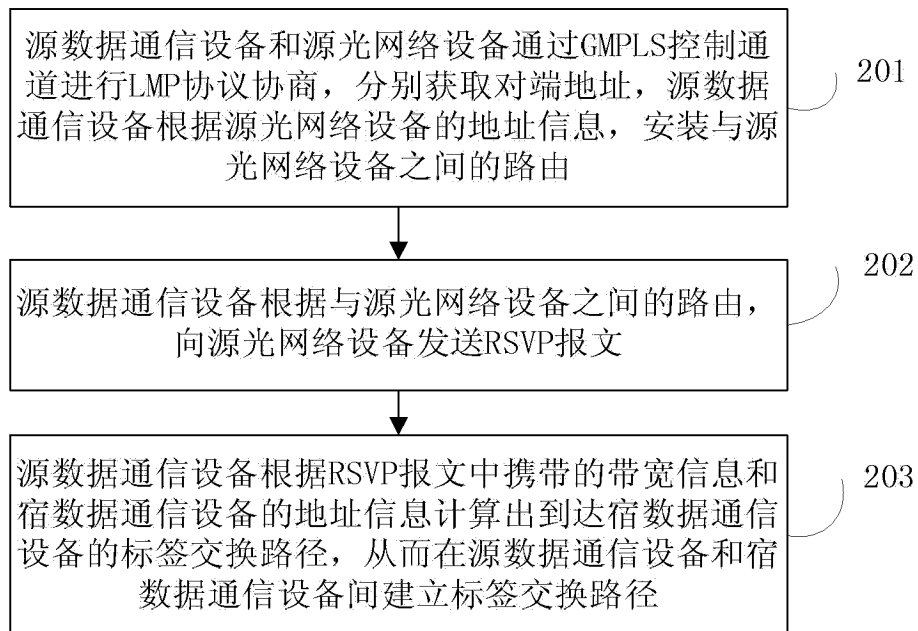 源数据通信设备和源光网络设备通过GMPLS控制通
道进行LMP协议协商，分别获取对端地址，源数据
通信设备根据源光网络设备的地址信息，安装与源
光网络设备之间的路由
201
源数据通信设备根据与源光网络设备之间的路由，
向源光网络设备发送RSVP报文
202
源数据通信设备根据RSVP报文中携带的带宽信息和
宿数据通信设备的地址信息计算出到达宿数据通信
设备的标签交换路径，从而在源数据通信设备和宿
数据通信设备间建立标签交换路径
203